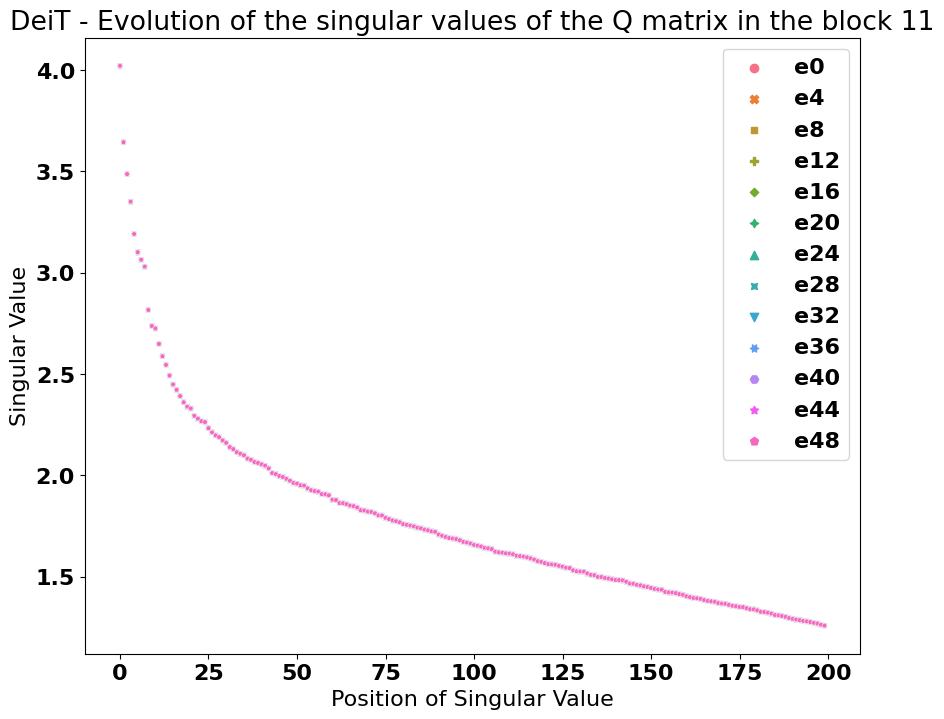 DeiT - Evolution of the singular values of the Q matrix in the block 11
4.0
3.5
3.0
2.5
2.0
1.5
Singular Value
e0
e4
e8
e12
e16
e20
e24
e28
e32
e36
e40
e44
e48
0 25 50 75 100 125 150 175 200
Position of Singular Value